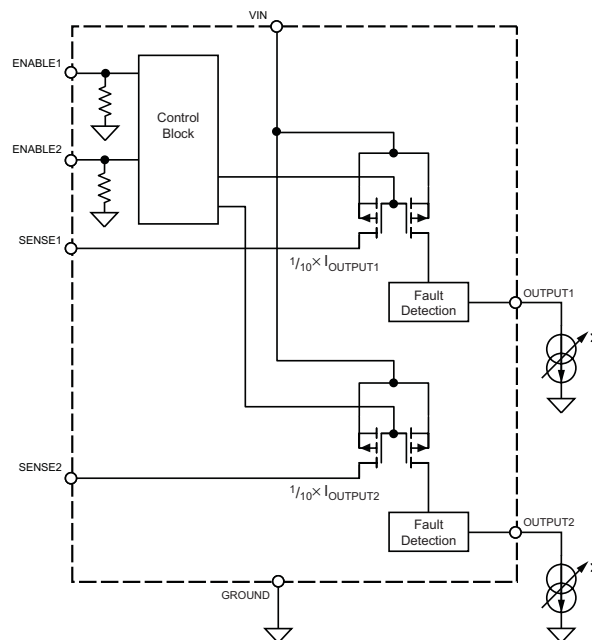 VIN
ENABLE1
Control
Block
ENABLE2
SENSE1
1/10× IOUTPUT1
Fault
Detection
OUTPUT1
SENSE2
1/10× IOUTPUT2
Fault
Detection
OUTPUT2
GROUND